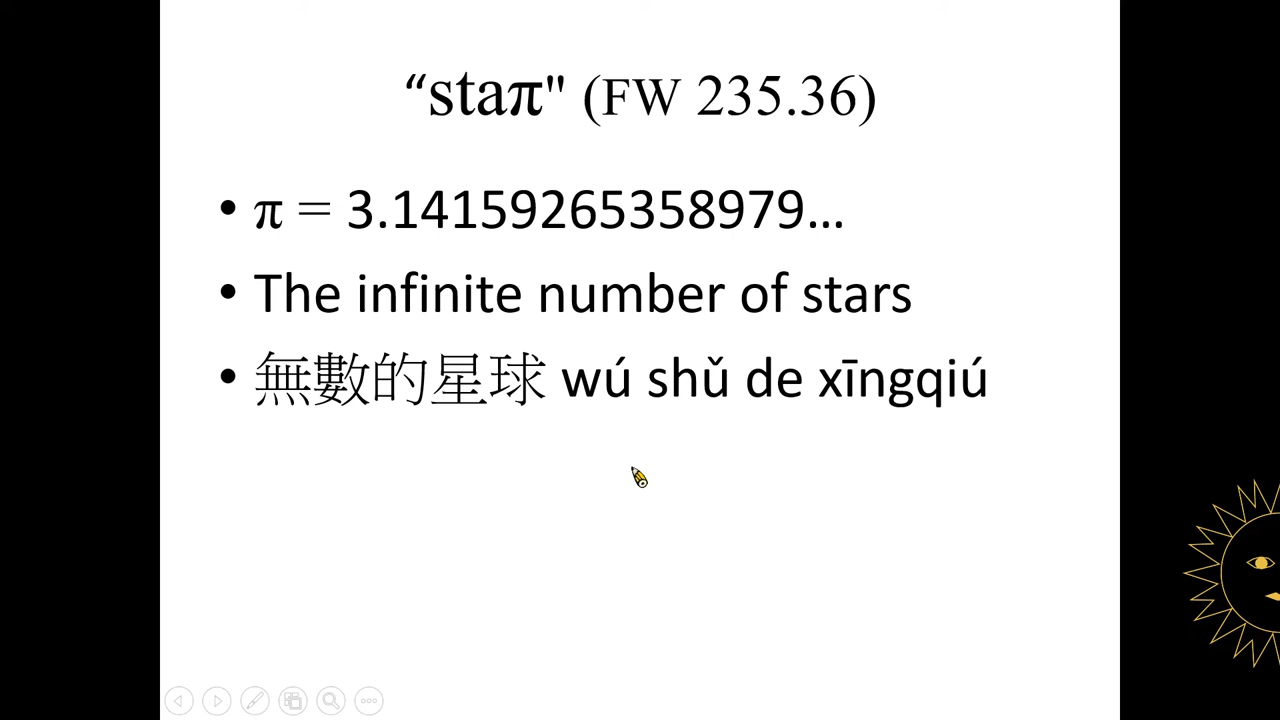 “staπ" (FW 235.36)
• π = 3.14159265358979…
• The infinite number of stars
• 無數的星球 wú shǔ de xīngqiú